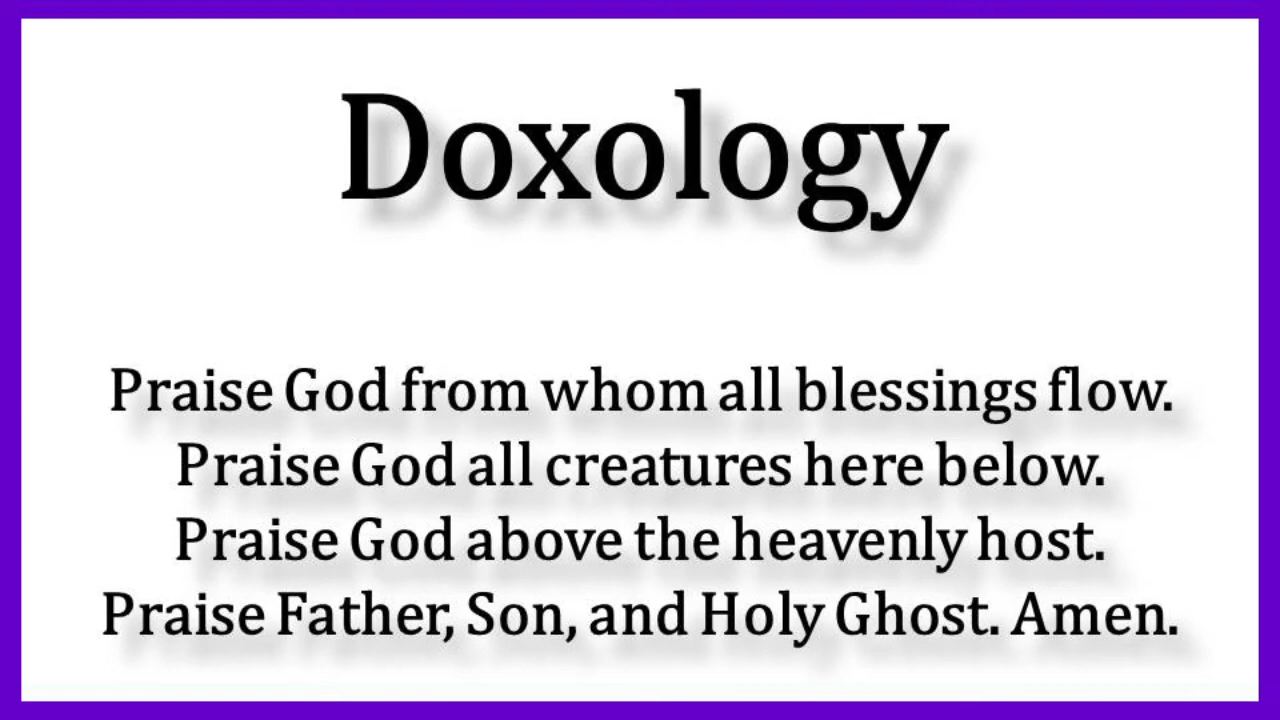 Doxology
Praise God from whom all blessings flow.
Praise God all creatures here below.
Praise God above the heavenly host.
Praise Father, Son, and Holy Ghost. Amen.